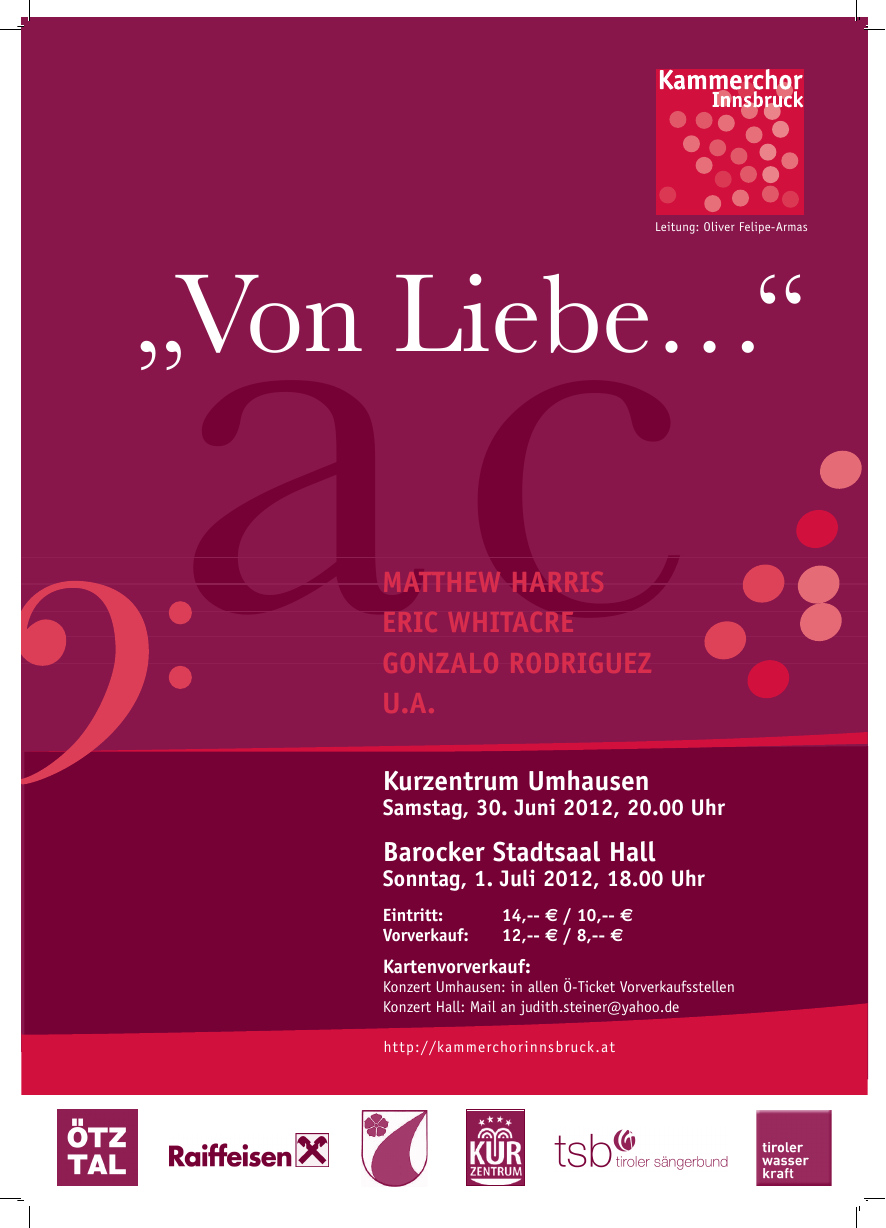 Kammerchor
Innsbruck
Leitung: Oliver Felipe-Armas
„Von Liebe...“
a c
MATTHEW HARRIS
ERIC WHITACRE
GONZALO RODRIGUEZ
U.A.
Kurzentrum Umhausen
Samstag, 30. Juni 2012, 20.00 Uhr
Barocker Stadtsaal Hall
Sonntag, 1. Juli 2012, 18.00 Uhr
Eintritt: 14,-- € / 10,-- €
Vorverkauf: 12,-- € / 8,-- €
Kartenvorverkauf:
Konzert Umhausen: in allen Ö-Ticket Vorverkaufsstellen
Konzert Hall: Mail an judith.steiner@yahoo.de
http://kammerchorinnsbruck.at
ÖTZ
TAL
Raiffeisen
KUR
ZENTRUM
tsb
tiroler sängerbund
tiroler
wasser
kraft